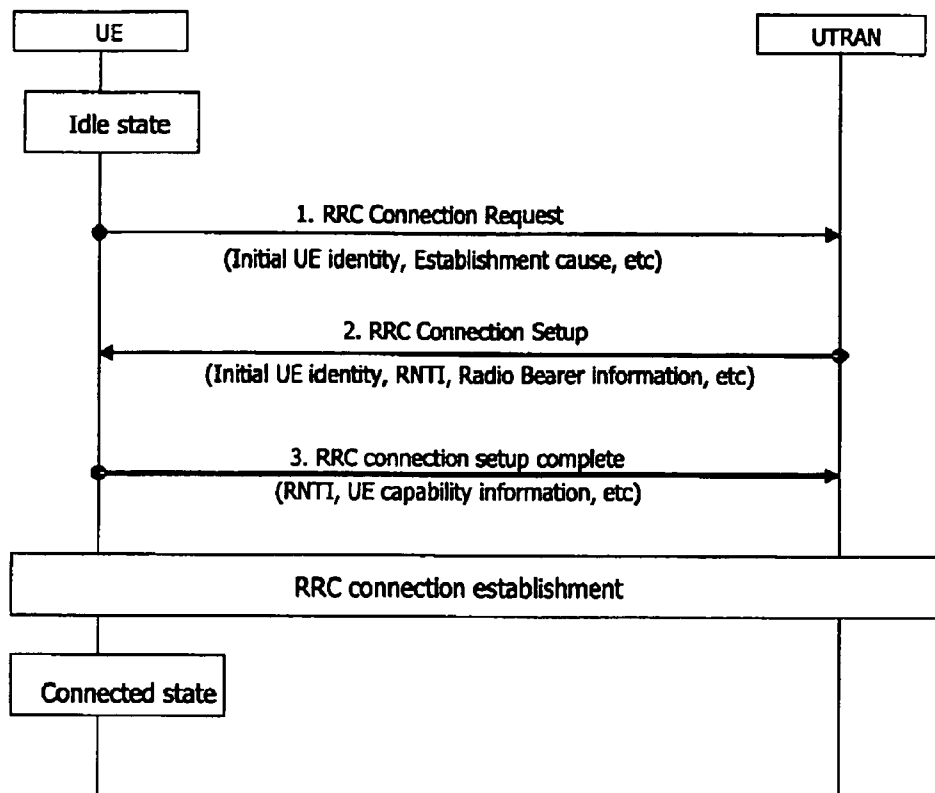 UE
UTRAN
Idle state
1. RRC Connection Request
(Initial UE identity, Establishment cause, etc)
2. RRC Connection Setup
(Initial UE identity, RNTI, Radio Bearer information, etc)
3. RRC connection setup complete
(RNTI, UE capability information, etc)
RRC connection establishment
Connected state